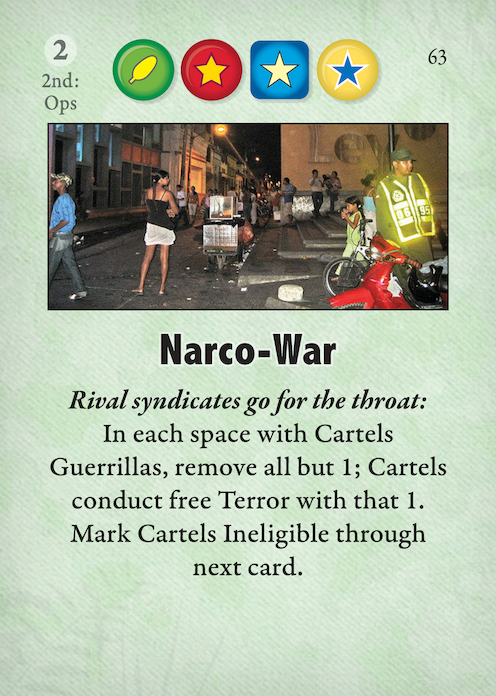 2
2nd:
Ops
63
Narco-War
Rival syndicates go for the throat:
In each space with Cartels
Guerrillas, remove all but 1; Cartels
conduct free Terror with that 1.
Mark Cartels Ineligible through
next card.